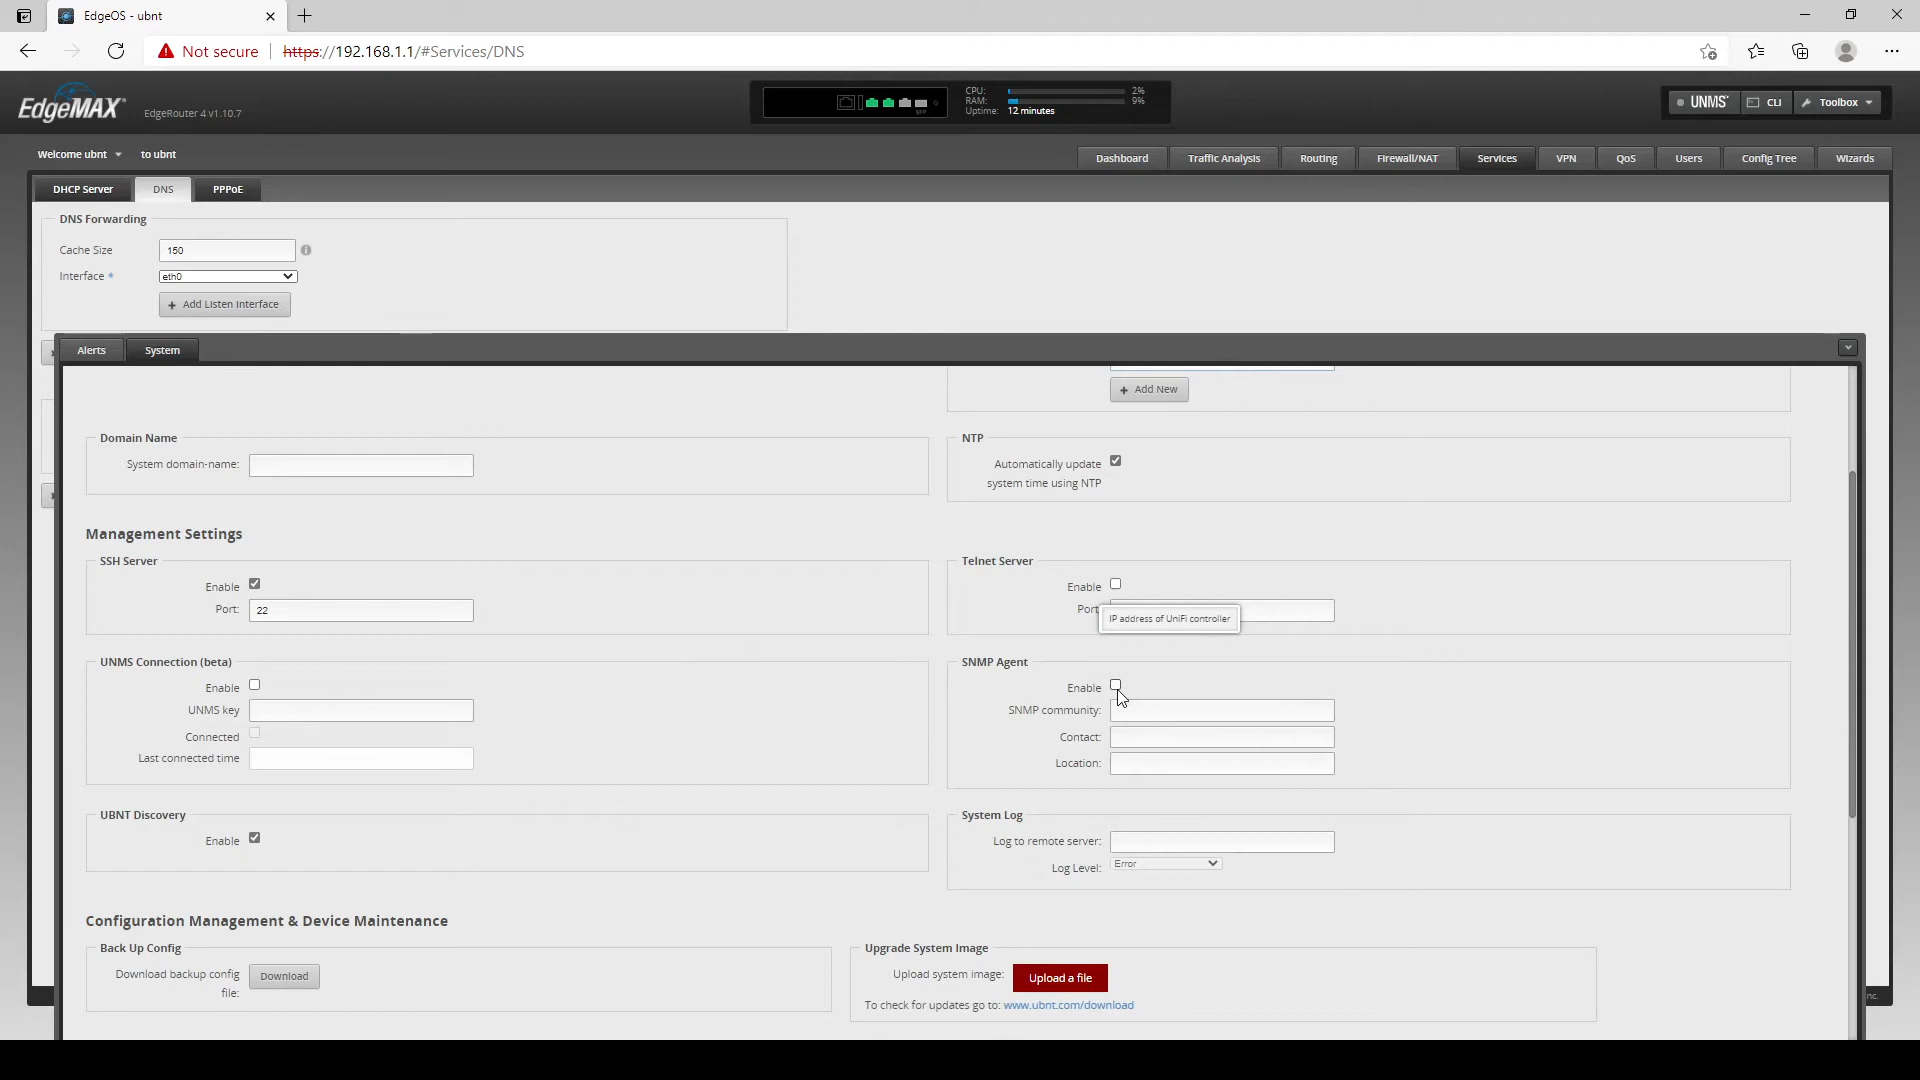 EdgeOS - ubnt
Not secure https://192.168.1.1/#Services/DNS
EdgeMAX EdgeRouter 4 v1.10.7
CPU: 2%
RAM: 9%
Uptime: 12 minutes
UNMS CLI Toolbox
Welcome ubnt to ubnt
Dashboard Traffic Analysis Routing Firewall/NAT Services VPN QoS Users Config Tree Wizards
DHCP Server DNS PPPoE
DNS Forwarding
Cache Size 150
Interface * eth0
+ Add Listen Interface
Alerts System
+ Add New
Domain Name
System domain-name:
NTP
Automatically update
system time using NTP
Management Settings
SSH Server
Enable
Port: 22
Telnet Server
Enable
Port
IP address of UniFi controller
UNMS Connection (beta)
Enable
UNMS key
Connected
Last connected time
SNMP Agent
Enable
SNMP community:
Contact:
Location:
UBNT Discovery
Enable
System Log
Log to remote server:
Log Level: Error
Configuration Management & Device Maintenance
Back Up Config
Download backup config
file:
Download
Upgrade System Image
Upload system image: Upload a file
To check for updates go to: www.ubnt.com/download
nc.